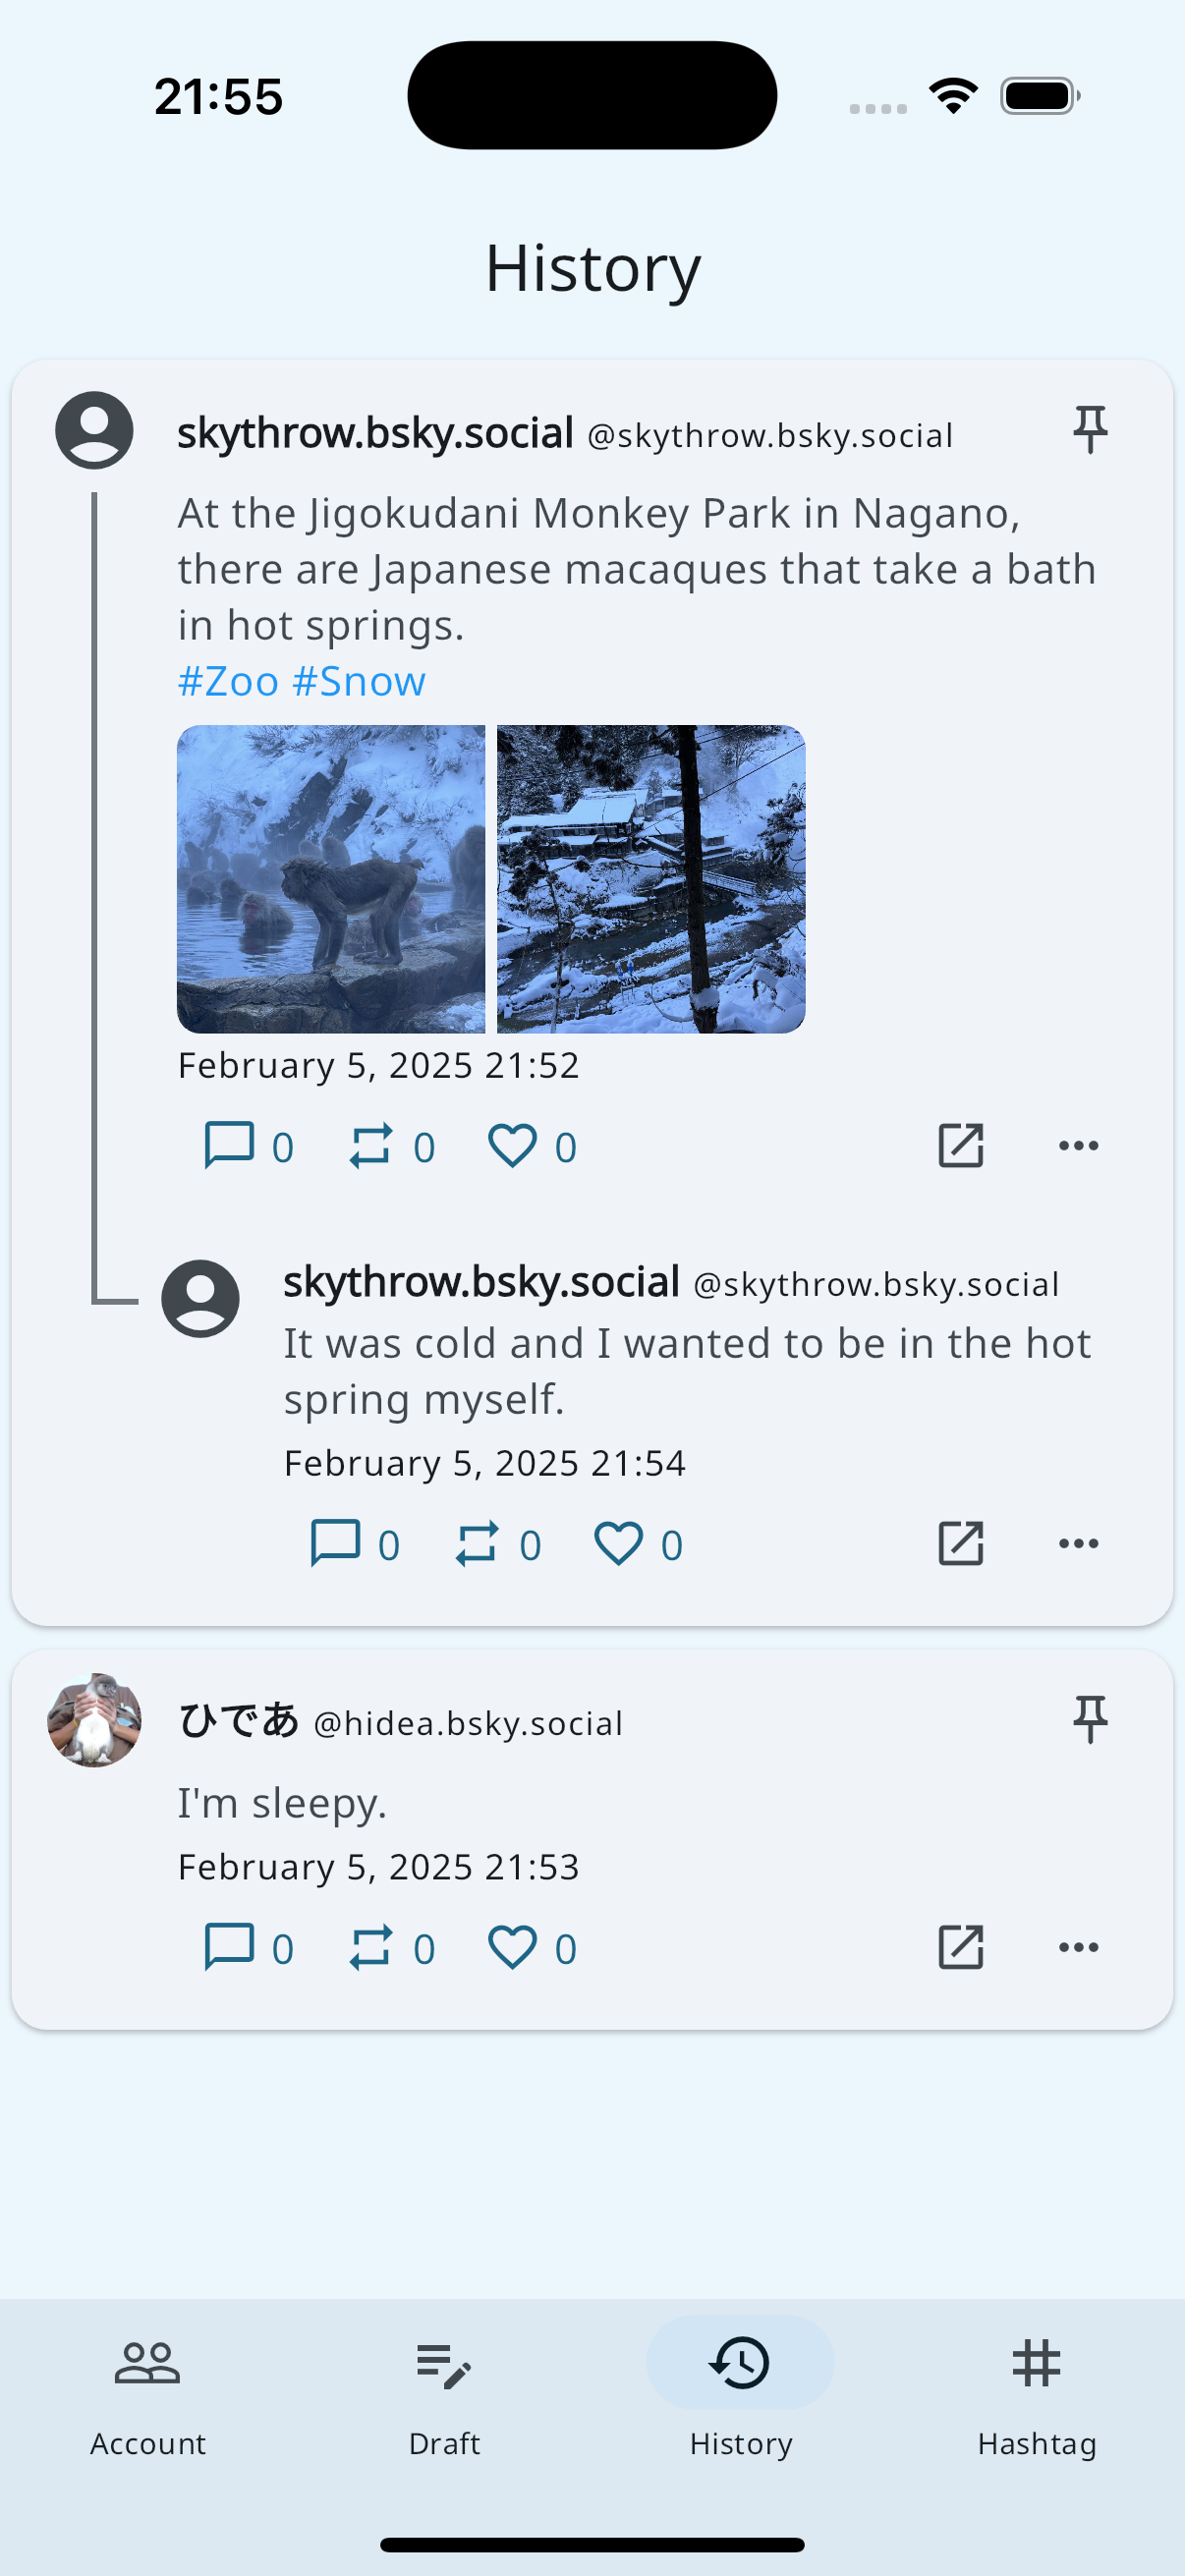 21:55
History
skythrow.bsky.social @skythrow.bsky.social
At the Jigokudani Monkey Park in Nagano,
there are Japanese macaques that take a bath
in hot springs.
#Zoo #Snow
February 5, 2025 21:52
0 0 0
skythrow.bsky.social @skythrow.bsky.social
It was cold and I wanted to be in the hot
spring myself.
February 5, 2025 21:54
0 0 0
ひであ @hidea.bsky.social
I'm sleepy.
February 5, 2025 21:53
0 0 0
Account Draft History Hashtag